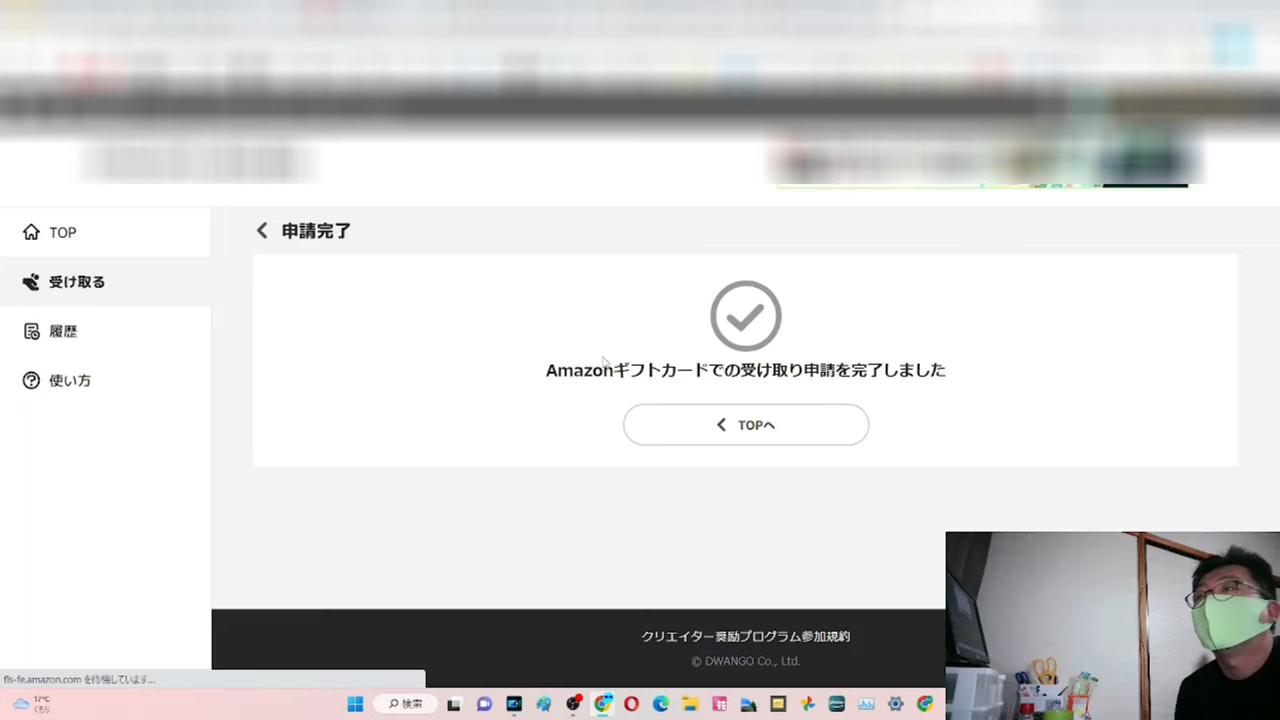 TOP
受け取る
履歴
使い方
申請完了
Amazonギフトカードでの受け取り申請を完了しました
TOPへ
クリエイター奨励プログラム参加規約
© DWANGO Co., Ltd.
fls-fe.amazon.com を待機しています...
17℃
くもり
検索